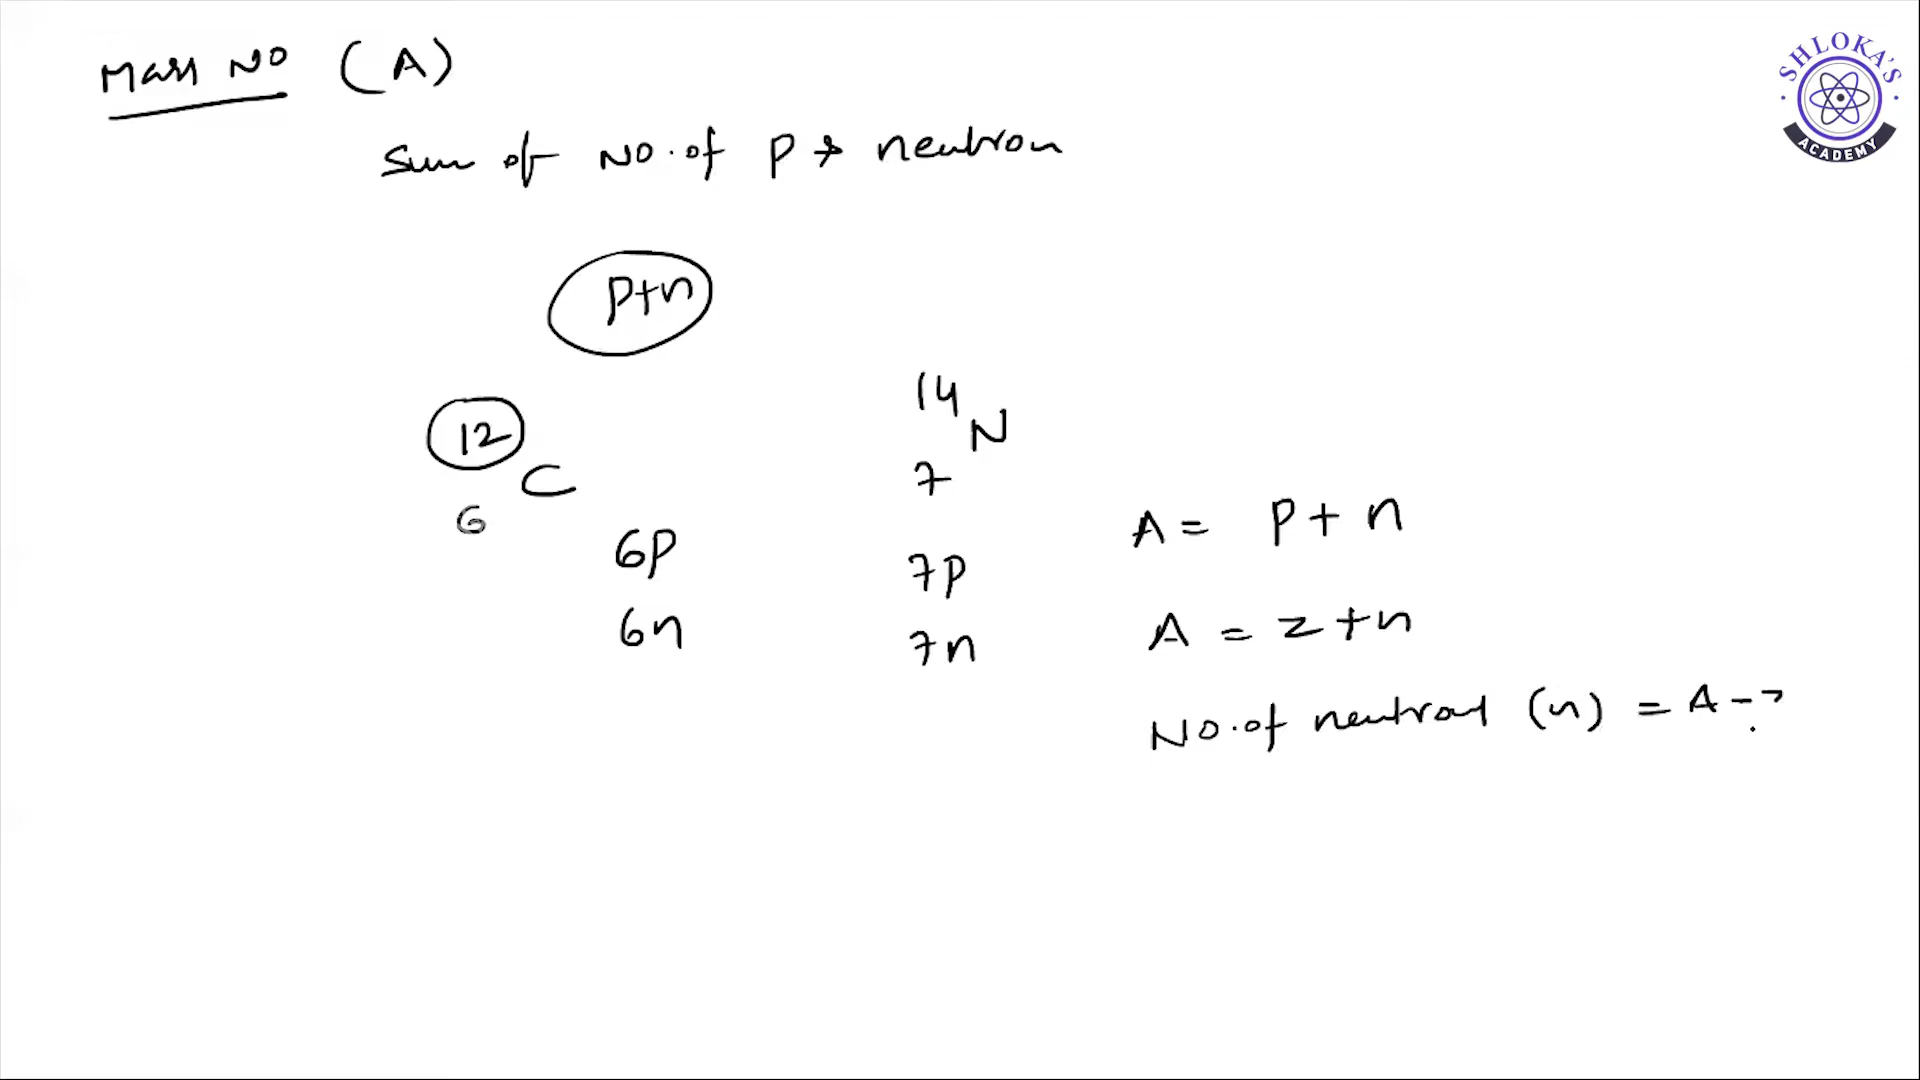 Mass NO (A)
SHLOKA'S
ACADEMY
Sum of NO.of P + neutron
P+n
12
C
6
14
N
7
6P
6n
7P
7n
A = P + n
A = Z + n
NO.of neutron (n) = A -